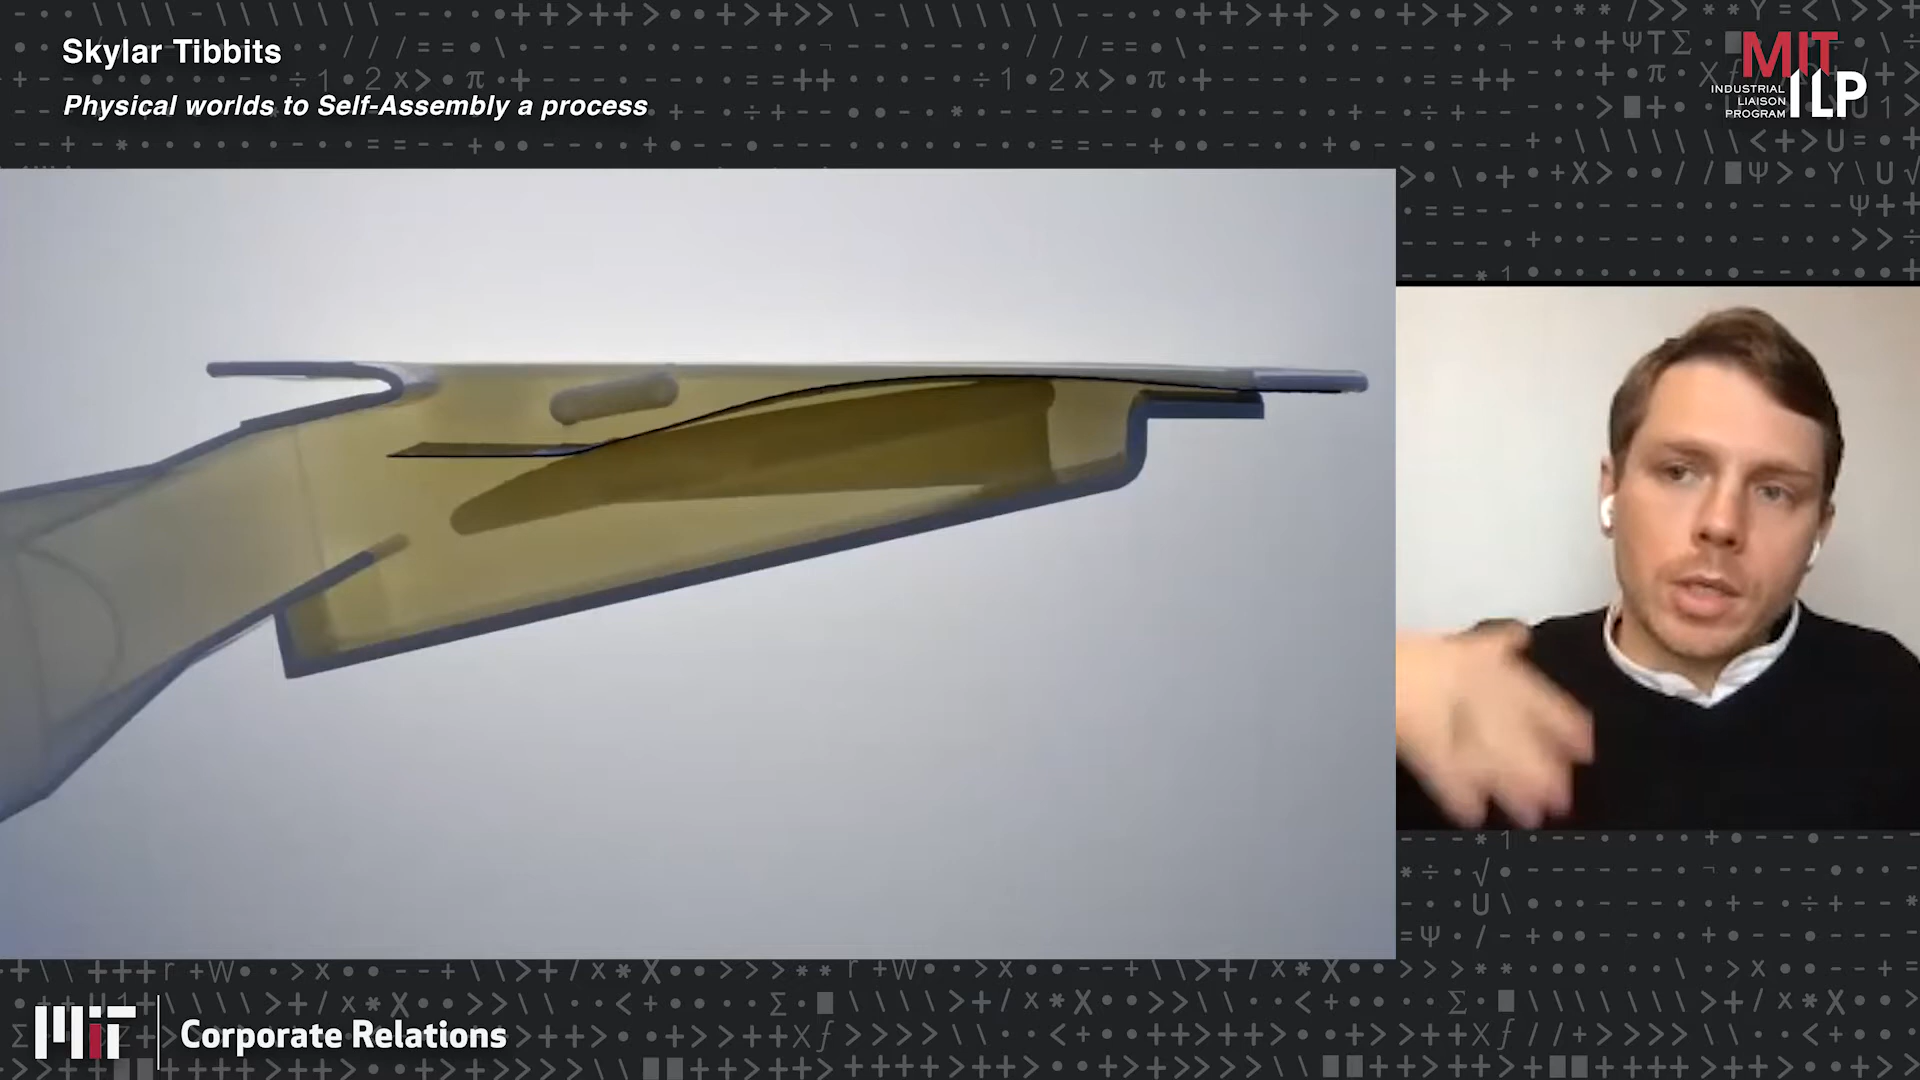 Skylar Tibbits
Physical worlds to Self-Assembly a process
MIT
INDUSTRIAL
LIAISON
PROGRAM
ILP
MIT
Corporate Relations